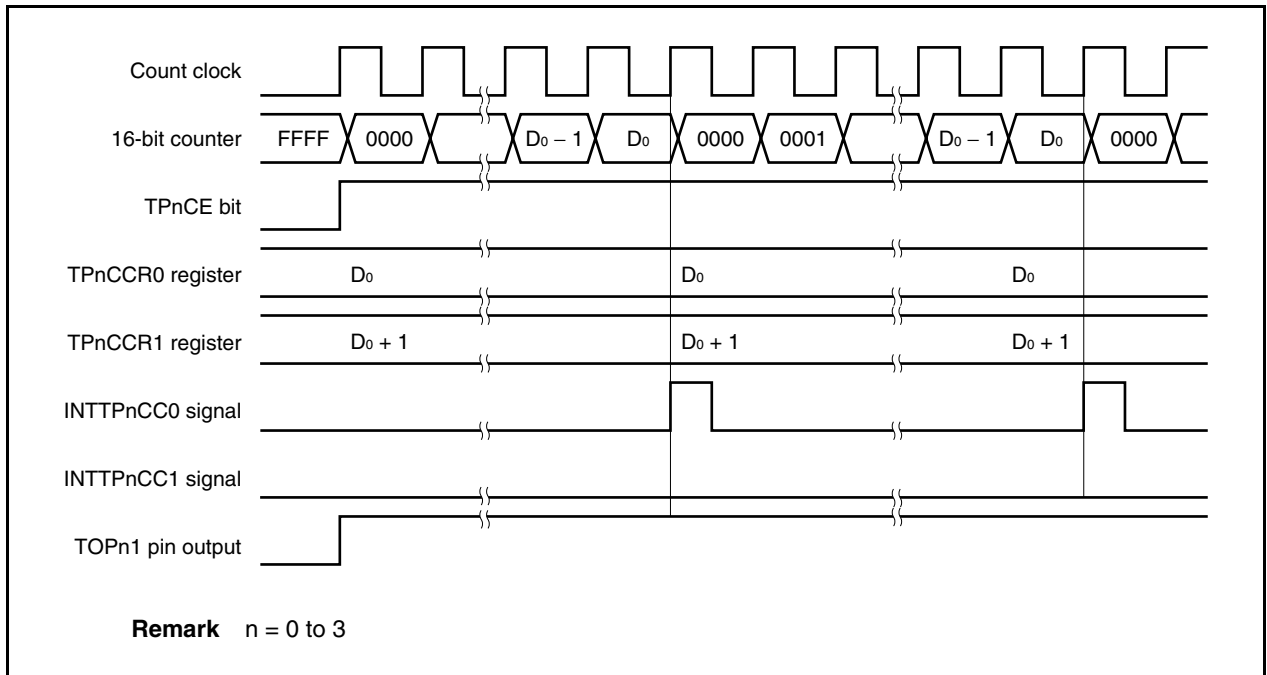 Count clock
16-bit counter FFFF 0000 D₀ − 1 D₀ 0000 0001 D₀ − 1 D₀ 0000
TPnCE bit
TPnCCR0 register D₀ D₀ D₀
TPnCCR1 register D₀ + 1 D₀ + 1 D₀ + 1
INTTPnCC0 signal
INTTPnCC1 signal
TOPn1 pin output
Remark n = 0 to 3